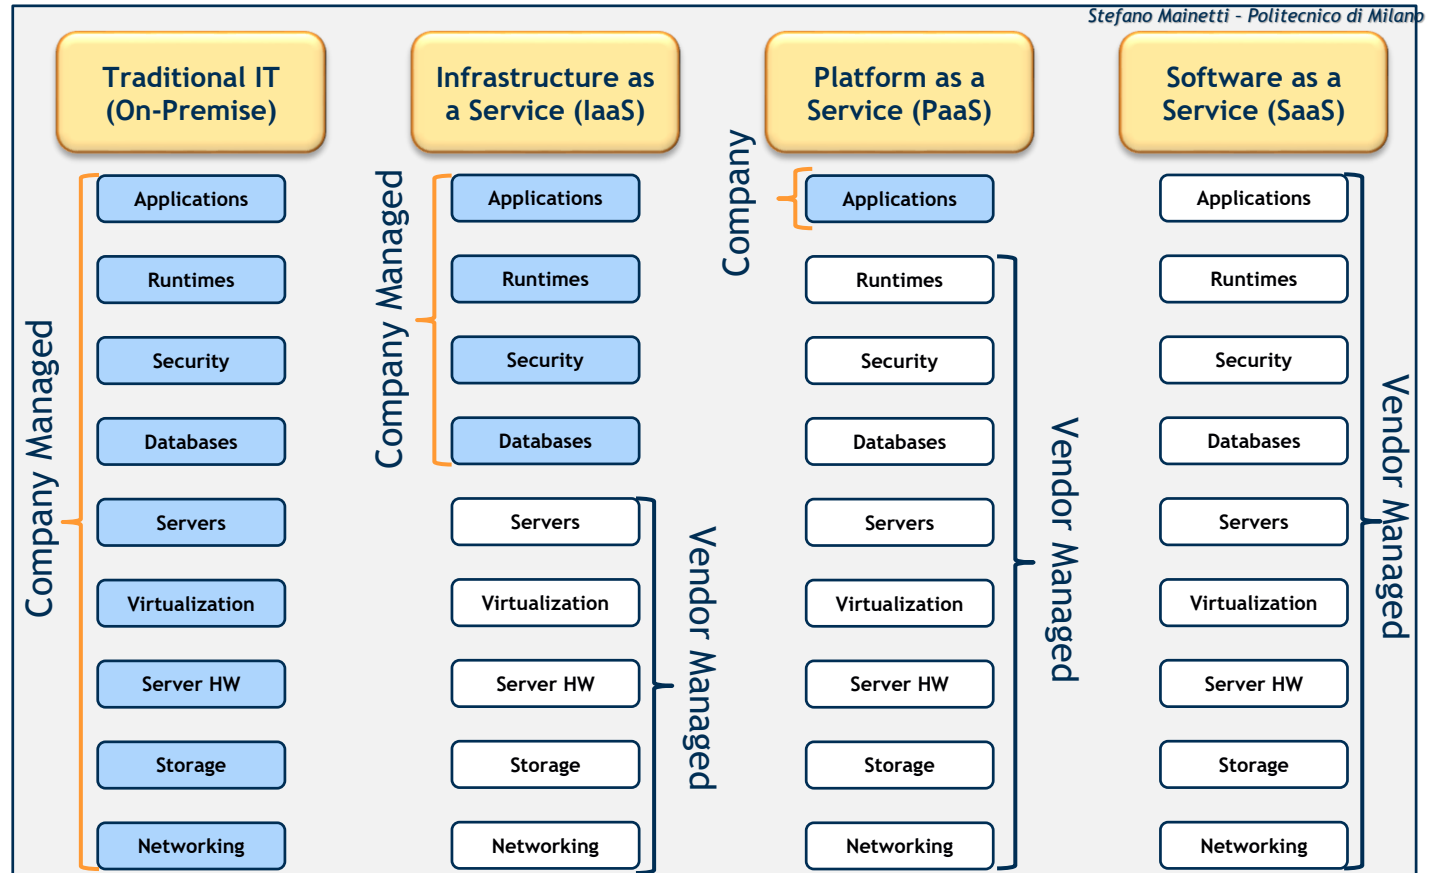 Stefano Mainetti – Politecnico di Milano
Traditional IT
(On-Premise)
Company Managed
Applications
Runtimes
Security
Databases
Servers
Virtualization
Server HW
Storage
Networking
Infrastructure as
a Service (IaaS)
Company Managed
Applications
Runtimes
Security
Databases
Servers
Virtualization
Server HW
Storage
Networking
Vendor Managed
Platform as a
Service (PaaS)
Company
Applications
Runtimes
Security
Databases
Servers
Virtualization
Server HW
Storage
Networking
Vendor Managed
Software as a
Service (SaaS)
Applications
Runtimes
Security
Databases
Servers
Virtualization
Server HW
Storage
Networking
Vendor Managed